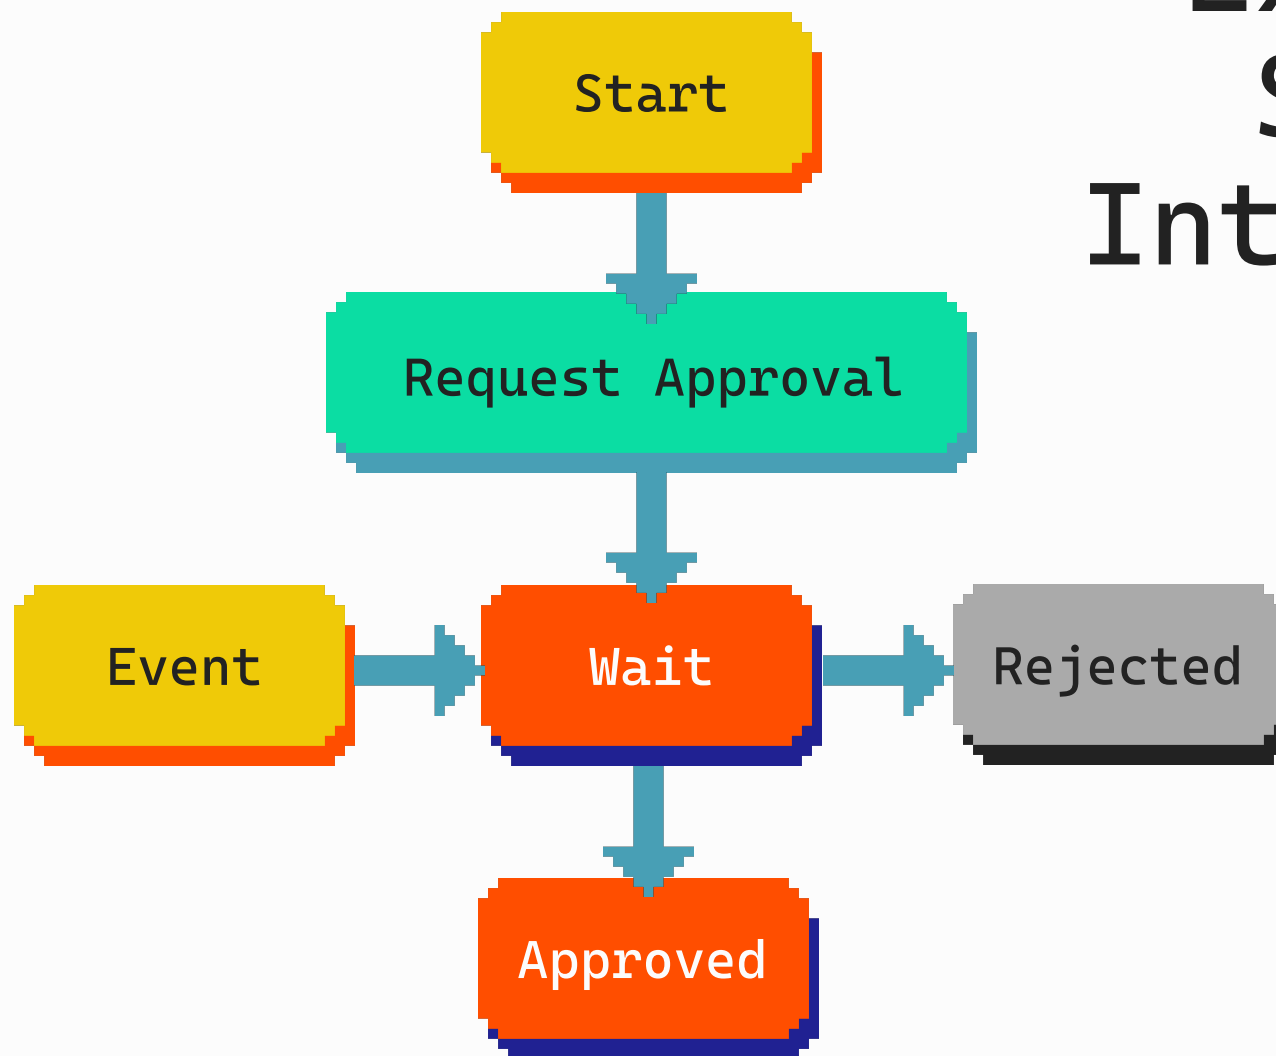 Start
Int
Request Approval
Event
Wait
Rejected
Approved